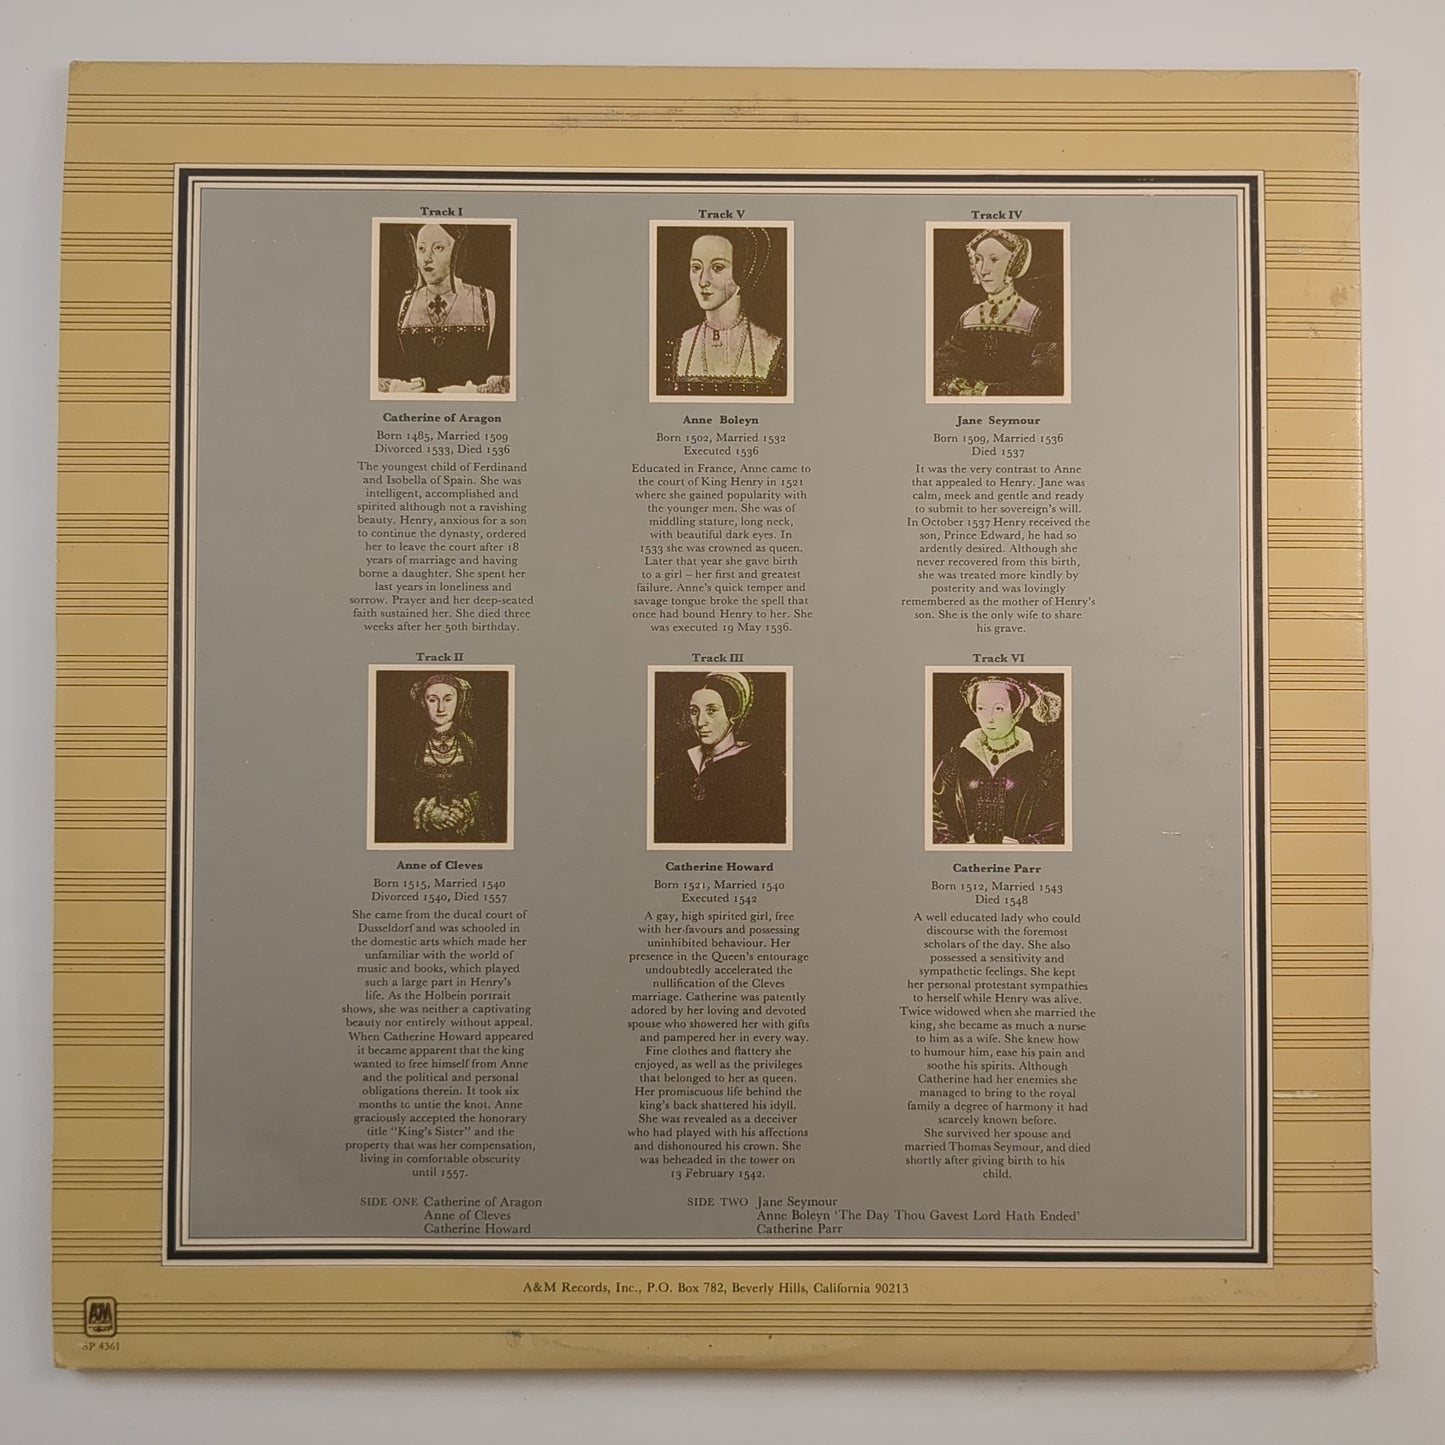 Track I
Catherine of Aragon
Born 1485, Married 1509
Divorced 1533, Died 1536
The youngest child of Ferdinand
and Isobella of Spain. She was
intelligent, accomplished and
spirited although not a ravishing
beauty. Henry, anxious for a son
to continue the dynasty, ordered
her to leave the court after 18
years of marriage and having
borne a daughter. She spent her
last years in loneliness and
sorrow. Prayer and her deep-seated
faith sustained her. She died three
weeks after her 50th birthday.
Track V
B
Anne Boleyn
Born 1502, Married 1532
Executed 1536
Educated in France, Anne came to
the court of King Henry in 1521
where she gained popularity with
the younger men. She was of
middling stature, long neck,
with beautiful dark eyes. In
1533 she was crowned as queen.
Later that year she gave birth
to a girl – her first and greatest
failure. Anne's quick temper and
savage tongue broke the spell that
once had bound Henry to her. She
was executed 19 May 1536.
Track IV
Jane Seymour
Born 1509, Married 1536
Died 1537
It was the very contrast to Anne
that appealed to Henry. Jane was
calm, meek and gentle and ready
to submit to her sovereign's will.
In October 1537 Henry received the
son, Prince Edward, he had so
ardently desired. Although she
never recovered from this birth,
she was treated more kindly by
posterity and was lovingly
remembered as the mother of Henry's
son. She is the only wife to share
his grave.
Track II
Anne of Cleves
Born 1515, Married 1540
Divorced 1540, Died 1557
She came from the ducal court of
Dusseldorf and was schooled in
the domestic arts which made her
unfamiliar with the world of
music and books, which played
such a large part in Henry's
life. As the Holbein portrait
shows, she was neither a captivating
beauty nor entirely without appeal.
When Catherine Howard appeared
it became apparent that the king
wanted to free himself from Anne
and the political and personal
obligations therein. It took six
months to untie the knot. Anne
graciously accepted the honorary
title "King's Sister" and the
property that was her compensation,
living in comfortable obscurity
until 1557.
Track III
Catherine Howard
Born 1521, Married 1540
Executed 1542
A gay, high spirited girl, free
with her favours and possessing
uninhibited behaviour. Her
presence in the Queen's entourage
undoubtedly accelerated the
nullification of the Cleves
marriage. Catherine was patently
adored by her loving and devoted
spouse who showered her with gifts
and pampered her in every way.
Fine clothes and flattery she
enjoyed, as well as the privileges
that belonged to her as queen.
Her promiscuous life behind the
king's back shattered his idyll.
She was revealed as a deceiver
who had played with his affections
and dishonoured his crown. She
was beheaded in the tower on
13 February 1542.
Track VI
Catherine Parr
Born 1512, Married 1543
Died 1548
A well educated lady who could
discourse with the foremost
scholars of the day. She also
possessed a sensitivity and
sympathetic feelings. She kept
her personal protestant sympathies
to herself while Henry was alive.
Twice widowed when she married the
king, she became as much a nurse
to him as a wife. She knew how
to humour him, ease his pain and
soothe his spirits. Although
Catherine had her enemies she
managed to bring to the royal
family a degree of harmony it had
scarcely known before.
She survived her spouse and
married Thomas Seymour, and died
shortly after giving birth to his
child.
SIDE ONE Catherine of Aragon
Anne of Cleves
Catherine Howard
SIDE TWO Jane Seymour
Anne Boleyn 'The Day Thou Gavest Lord Hath Ended'
Catherine Parr
A&M Records, Inc., P.O. Box 782, Beverly Hills, California 90213
A&M
SP 4361